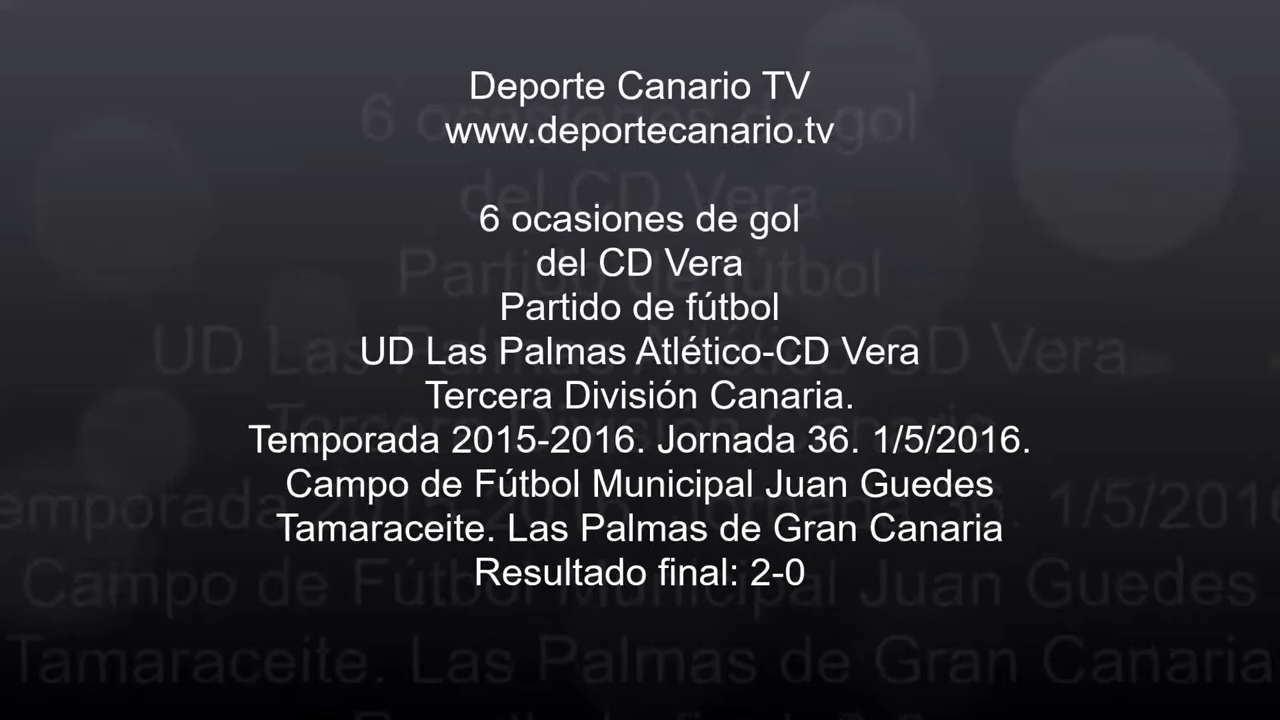 Deporte Canario TV
www.deportecanario.tv
6 ocasiones de gol
del CD Vera
Partido de fútbol
UD Las Palmas Atlético-CD Vera
Tercera División Canaria.
Temporada 2015-2016. Jornada 36. 1/5/2016.
Campo de Fútbol Municipal Juan Guedes
Tamaraceite. Las Palmas de Gran Canaria
Resultado final: 2-0